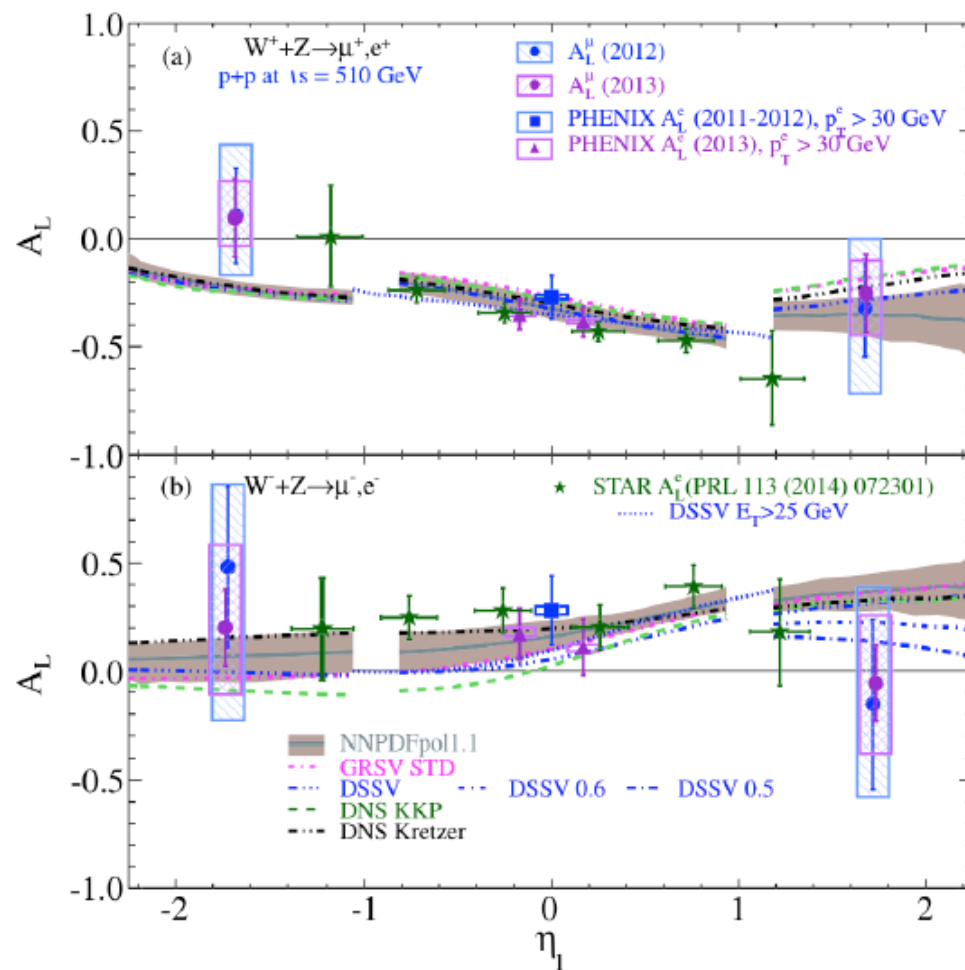 1.0
(a)
W⁺+Z→μ⁺,e⁺
p+p at √s = 510 GeV
A_L^μ (2012)
A_L^μ (2013)
PHENIX A_L^e (2011-2012), p_T^e > 30 GeV
PHENIX A_L^e (2013), p_T^e > 30 GeV
0.5
A_L
0.0
-0.5
-1.0
(b)
W⁻+Z→μ⁻,e⁻
STAR A_L^e(PRL 113 (2014) 072301)
DSSV E_T>25 GeV
0.5
A_L
0.0
NNPDFpol1.1
GRSV STD
DSSV
DSSV 0.6
DSSV 0.5
DNS KKP
DNS Kretzer
-0.5
-1.0
-2
-1
0
1
2
η_l